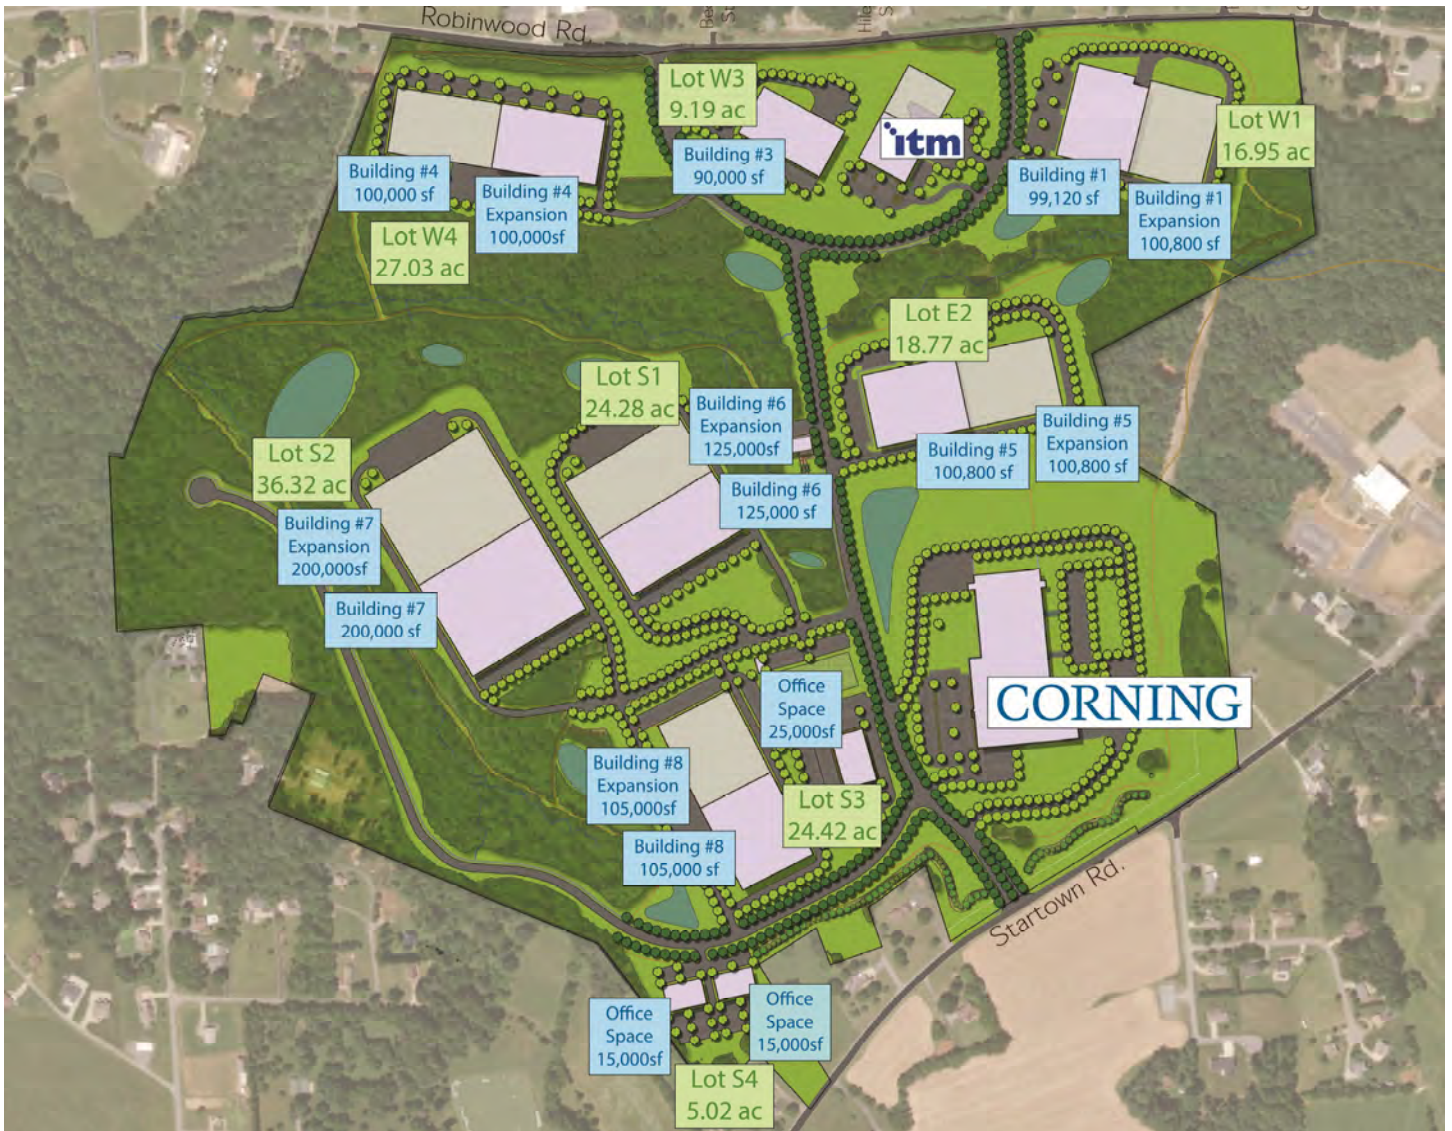 Robinwood Rd.
Lot W3
9.19 ac
itm
Lot W1
16.95 ac
Building #4
100,000 sf
Building #4
Expansion
100,000sf
Building #3
90,000 sf
Building #1
99,120 sf
Building #1
Expansion
100,800 sf
Lot W4
27.03 ac
Lot E2
18.77 ac
Lot S1
24.28 ac
Building #6
Expansion
125,000sf
Building #5
100,800 sf
Building #5
Expansion
100,800 sf
Lot S2
36.32 ac
Building #6
125,000 sf
Building #7
Expansion
200,000sf
Building #7
200,000 sf
Office
Space
25,000sf
CORNING
Building #8
Expansion
105,000sf
Lot S3
24.42 ac
Building #8
105,000 sf
Startown Rd.
Office
Space
15,000sf
Office
Space
15,000sf
Lot S4
5.02 ac